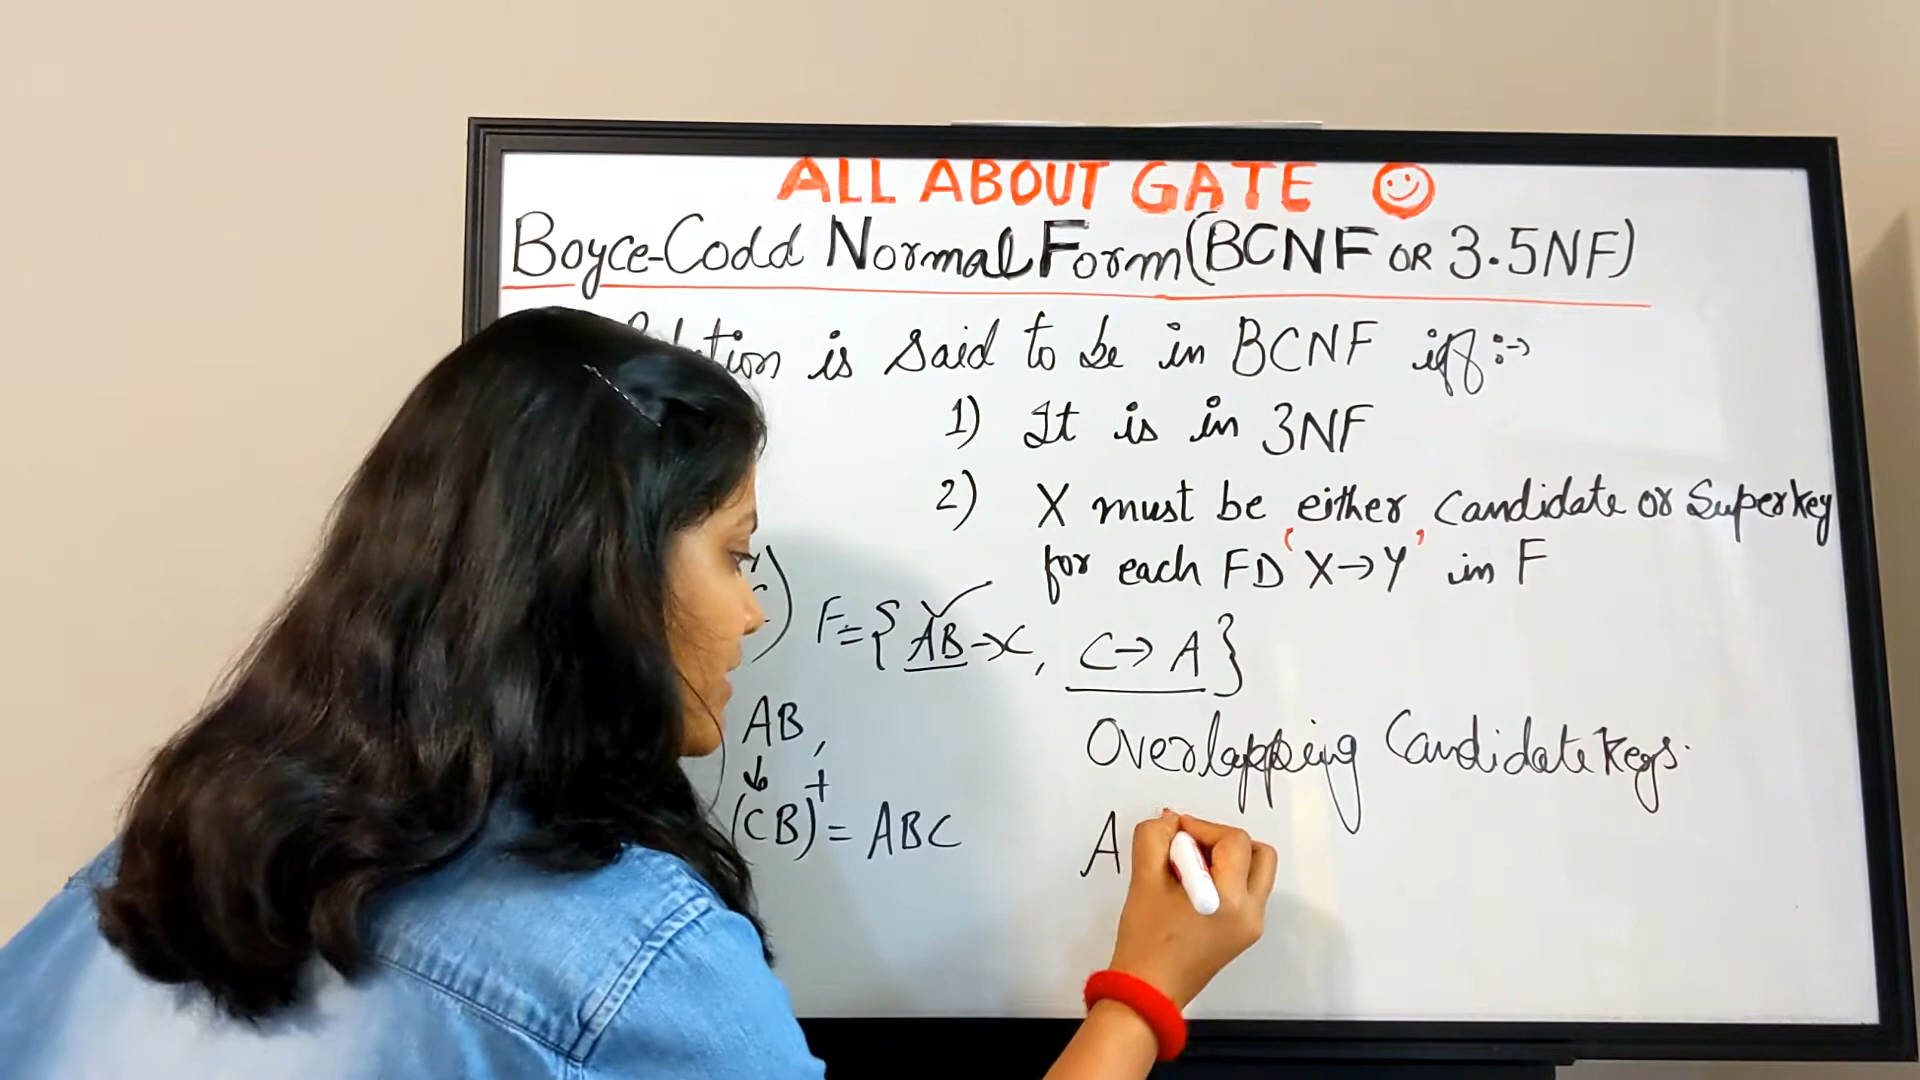 ALL ABOUT GATE
Boyce-Codd Normal Form (BCNF OR 3.5NF)
is said to be in BCNF iff :→
1) It is in 3NF
2) X must be either Candidate or Superkey
for each FD 'X→Y' in F
F = { AB→C, C→A }
AB,
Overlapping Candidate Keys.
(CB)+ = ABC
A